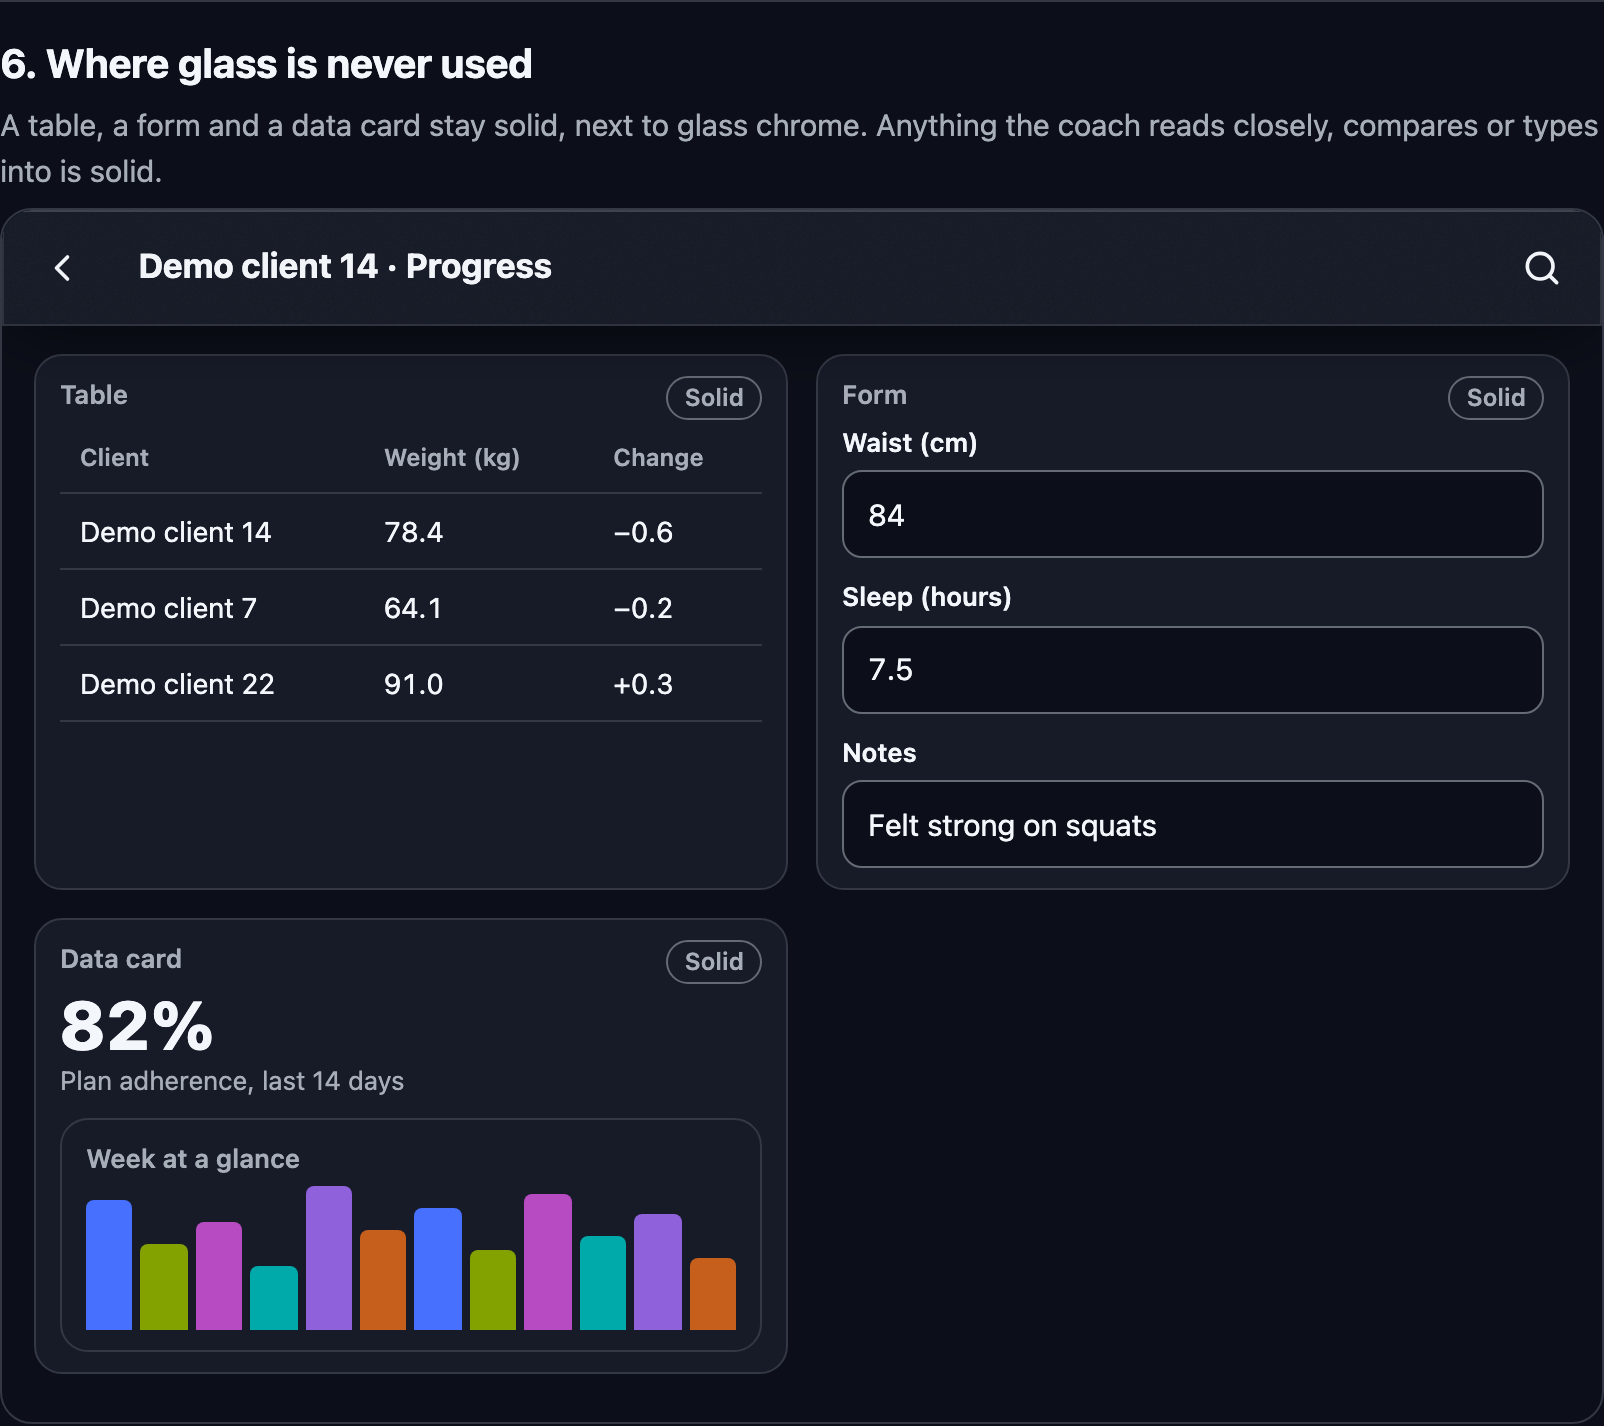 6. Where glass is never used
A table, a form and a data card stay solid, next to glass chrome. Anything the coach reads closely, compares or types
into is solid.
Demo client 14 · Progress
Table
Solid
Client Weight (kg) Change
Demo client 14 78.4 −0.6
Demo client 7 64.1 −0.2
Demo client 22 91.0 +0.3
Form
Solid
Waist (cm)
84
Sleep (hours)
7.5
Notes
Felt strong on squats
Data card
Solid
82%
Plan adherence, last 14 days
Week at a glance